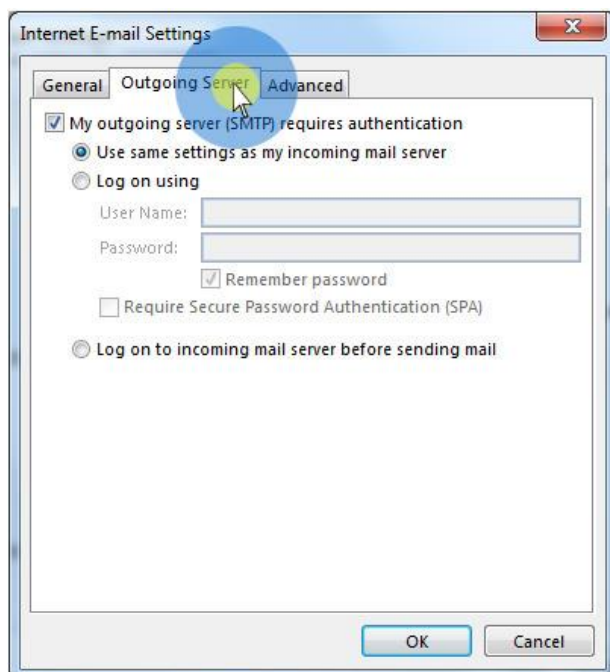 Internet E-mail Settings
General Outgoing Server Advanced
My outgoing server (SMTP) requires authentication
Use same settings as my incoming mail server
Log on using
User Name:
Password:
Remember password
Require Secure Password Authentication (SPA)
Log on to incoming mail server before sending mail
OK Cancel